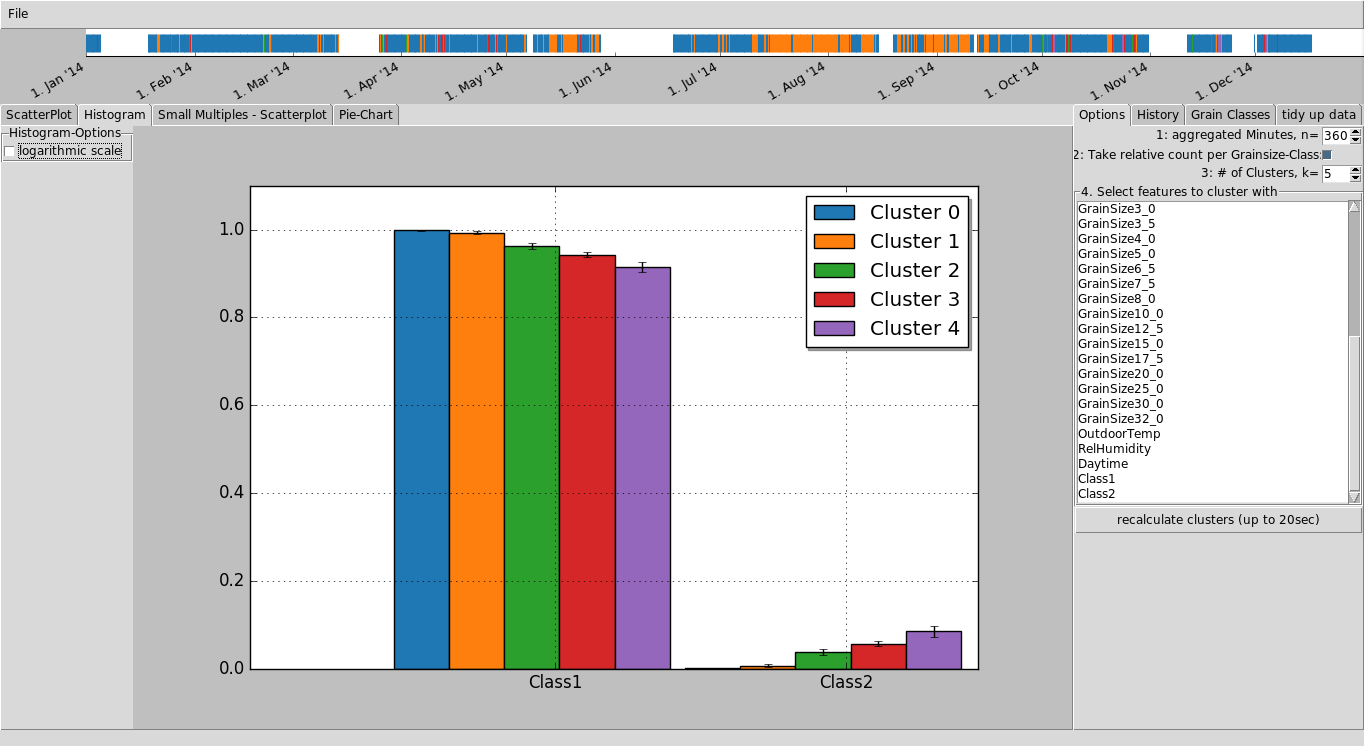 File
1. Jan '14
1. Feb '14
1. Mar '14
1. Apr '14
1. May '14
1. Jun '14
1. Jul '14
1. Aug '14
1. Sep '14
1. Oct '14
1. Nov '14
1. Dec '14
ScatterPlot Histogram Small Multiples - Scatterplot Pie-Chart
Histogram-Options
logarithmic scale
1.0
0.8
0.6
0.4
0.2
0.0
Class1 Class2
Cluster 0
Cluster 1
Cluster 2
Cluster 3
Cluster 4
Options History Grain Classes tidy up data
1: aggregated Minutes, n= 360
2: Take relative count per Grainsize-Class:
3: # of Clusters, k= 5
4. Select features to cluster with
GrainSize3_0
GrainSize3_5
GrainSize4_0
GrainSize5_0
GrainSize6_5
GrainSize7_5
GrainSize8_0
GrainSize10_0
GrainSize12_5
GrainSize15_0
GrainSize17_5
GrainSize20_0
GrainSize25_0
GrainSize30_0
GrainSize32_0
OutdoorTemp
RelHumidity
Daytime
Class1
Class2
recalculate clusters (up to 20sec)